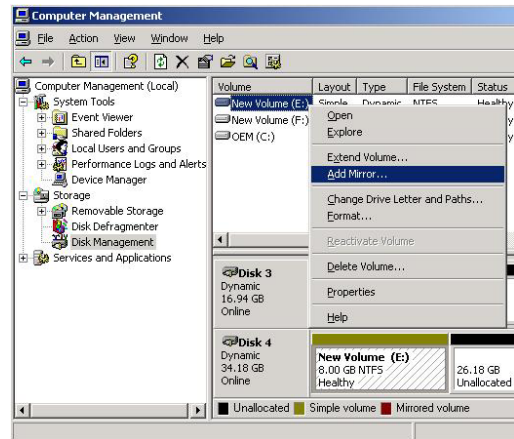 Computer Management
File Action View Window Help
Computer Management (Local)
System Tools
Event Viewer
Shared Folders
Local Users and Groups
Performance Logs and Alerts
Device Manager
Storage
Removable Storage
Disk Defragmenter
Disk Management
Services and Applications
Volume Layout Type File System Status
New Volume (E:) Simple Dynamic NTFS Healthy
New Volume (F:)
OEM (C:)
Open
Explore
Extend Volume...
Add Mirror...
Change Drive Letter and Paths...
Format...
Reactivate Volume
Delete Volume...
Properties
Help
Disk 3
Dynamic
16.94 GB
Online
Disk 4
Dynamic
34.18 GB
Online
New Volume (E:)
8.00 GB NTFS
Healthy
26.18 GB
Unallocated
Unallocated Simple volume Mirrored volume